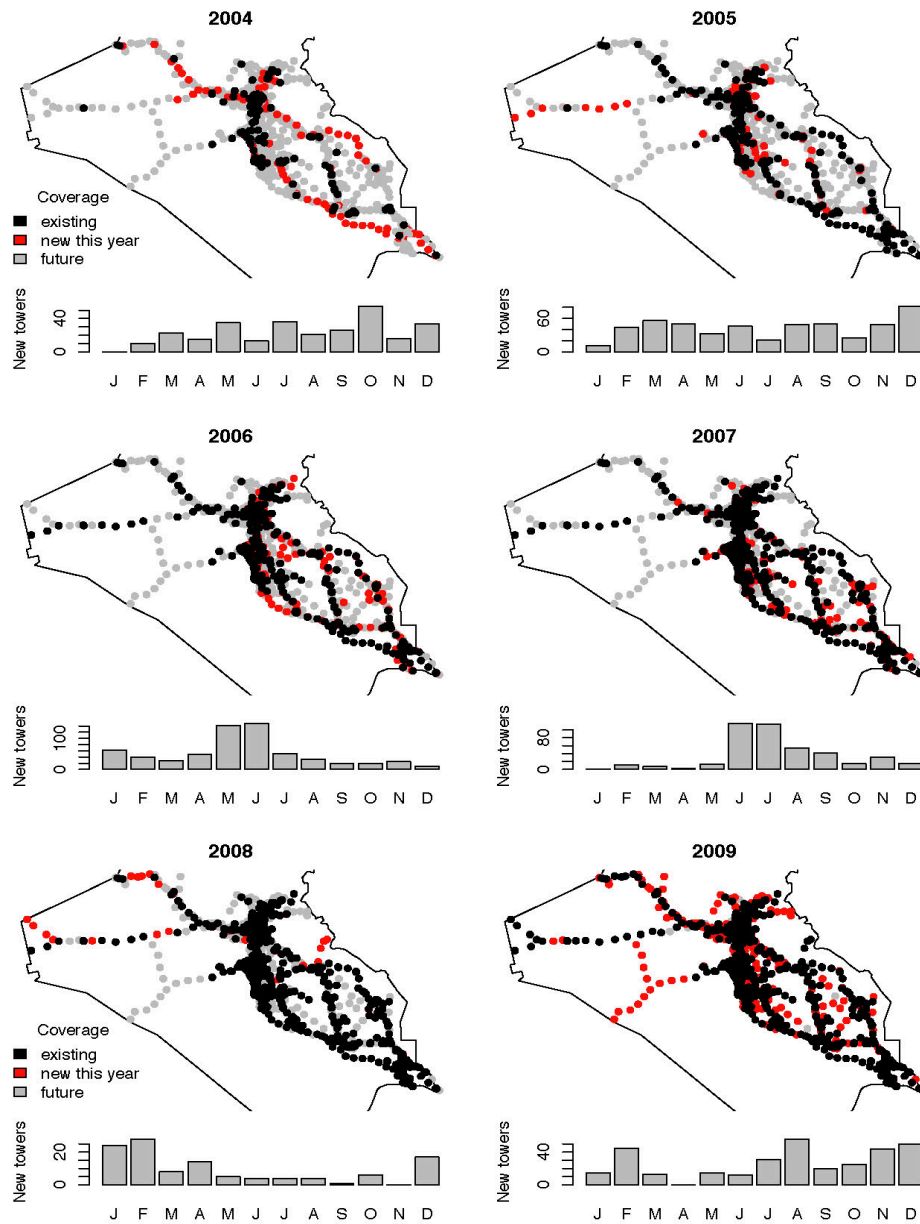 2004
Coverage
existing
new this year
future
New towers
0
40
J F M A M J J A S O N D
2005
New towers
0
60
J F M A M J J A S O N D
2006
New towers
0
100
J F M A M J J A S O N D
2007
New towers
0
80
J F M A M J J A S O N D
2008
Coverage
existing
new this year
future
New towers
0
20
J F M A M J J A S O N D
2009
New towers
0
40
J F M A M J J A S O N D